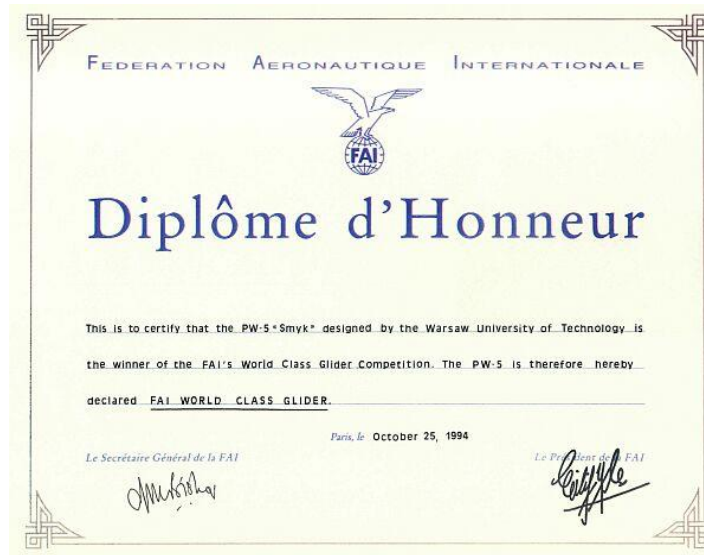 FEDERATION AERONAUTIQUE INTERNATIONALE
FAI
Diplôme d'Honneur
This is to certify that the PW-5 "Smyk" designed by the Warsaw University of Technology is
the winner of the FAI's World Class Glider Competition. The PW-5 is therefore hereby
declared FAI WORLD CLASS GLIDER.
Paris, le October 25, 1994
Le Secrétaire Général de la FAI
Le Président de la FAI